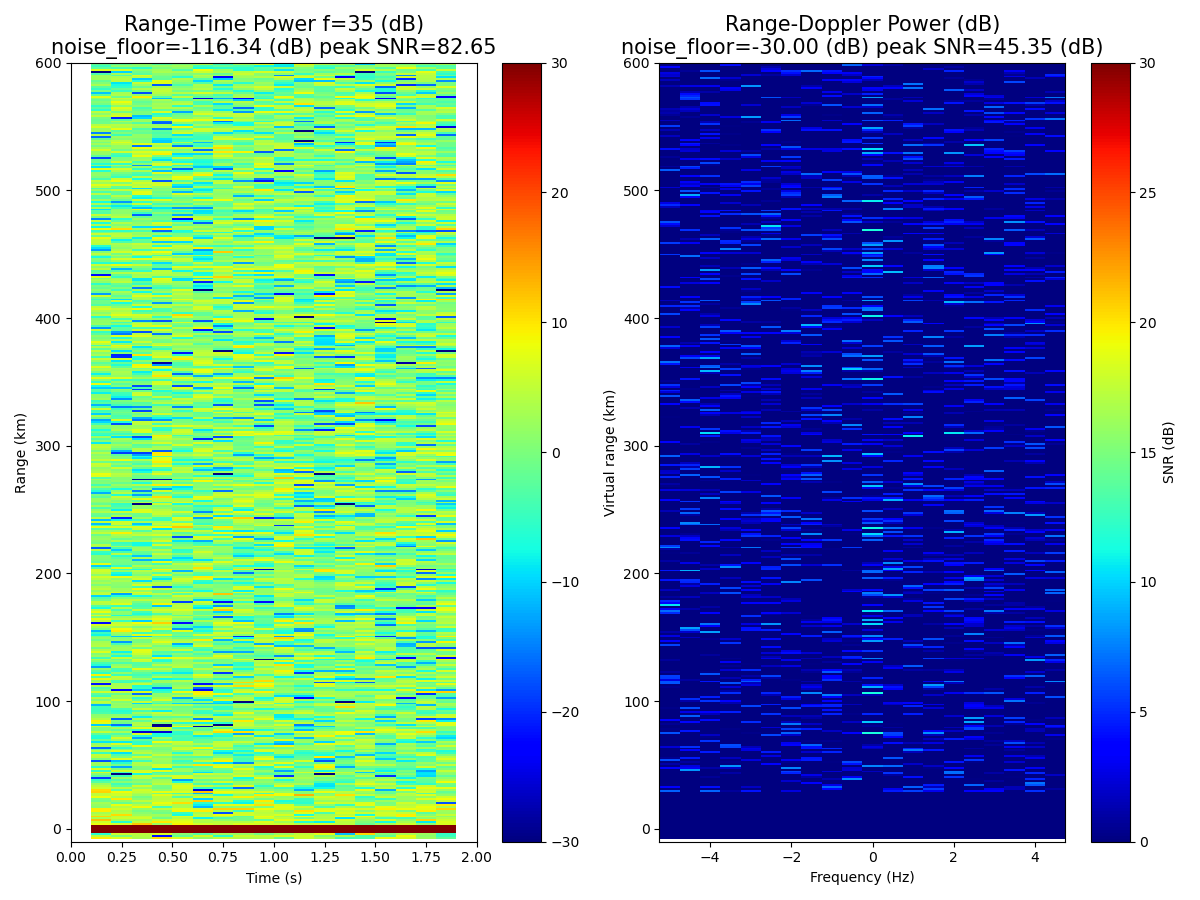 Range-Time Power f=35 (dB)
noise_floor=-116.34 (dB) peak SNR=82.65
Range-Doppler Power (dB)
noise_floor=-30.00 (dB) peak SNR=45.35 (dB)
600
500
400
300
200
100
0
Range (km)
0.00 0.25 0.50 0.75 1.00 1.25 1.50 1.75 2.00
Time (s)
30
20
10
0
−10
−20
−30
600
500
400
300
200
100
0
Virtual range (km)
−4 −2 0 2 4
Frequency (Hz)
30
25
20
15
10
5
0
SNR (dB)